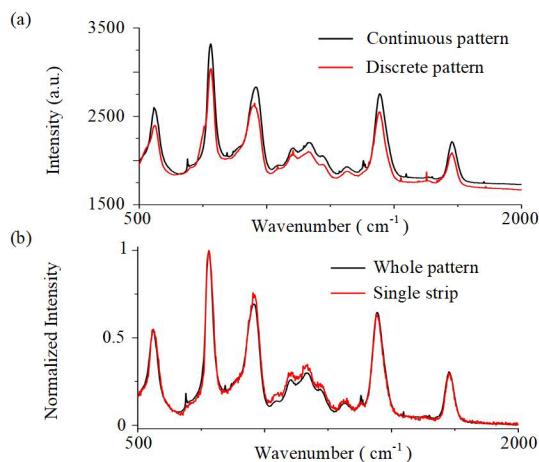 (a)
3500
Continuous pattern
Discrete pattern
2500
Intensity (a.u.)
1500
500
2000
Wavenumber ( cm-1)
(b)
1
Whole pattern
Single strip
0.5
Normalized Intensity
0
500
2000
Wavenumber ( cm-1)